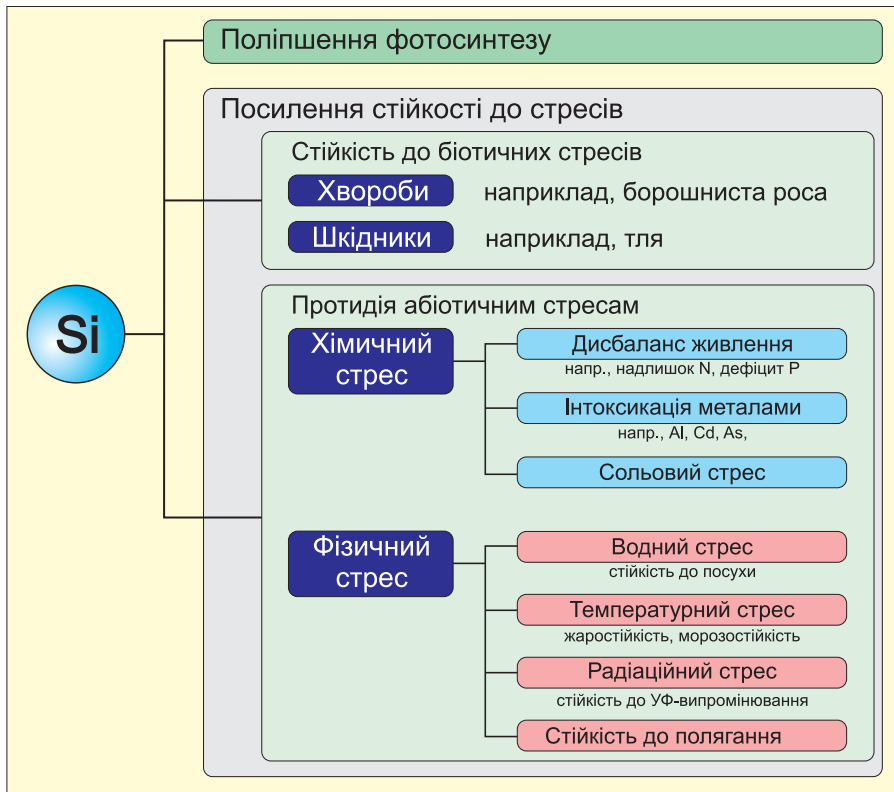 Поліпшення фотосинтезу
Посилення стійкості до стресів
Стійкість до біотичних стресів
Хвороби
наприклад, борошниста роса
Шкідники
наприклад, тля
Si
Протидія абіотичним стресам
Хімичний
стрес
Дисбаланс живлення
напр., надлишок N, дефіцит P
Інтоксикація металами
напр., Al, Cd, As,
Сольовий стрес
Фізичний
стрес
Водний стрес
стійкість до посухи
Температурний стрес
жаростійкість, морозостійкість
Радіаційний стрес
стійкість до УФ-випромінювання
Стійкість до полягання